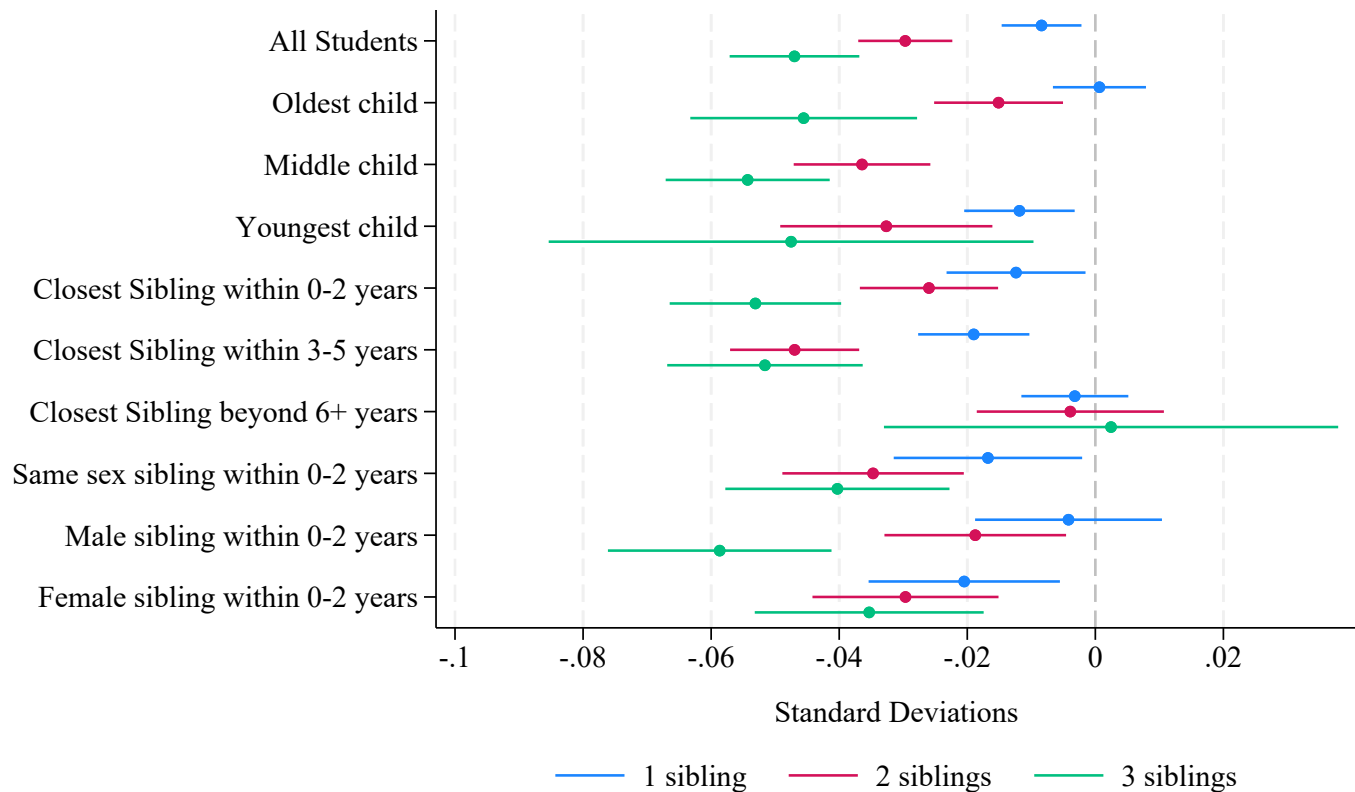 All Students
Oldest child
Middle child
Youngest child
Closest Sibling within 0-2 years
Closest Sibling within 3-5 years
Closest Sibling beyond 6+ years
Same sex sibling within 0-2 years
Male sibling within 0-2 years
Female sibling within 0-2 years
-.1 -.08 -.06 -.04 -.02 0 .02
Standard Deviations
1 sibling 2 siblings 3 siblings